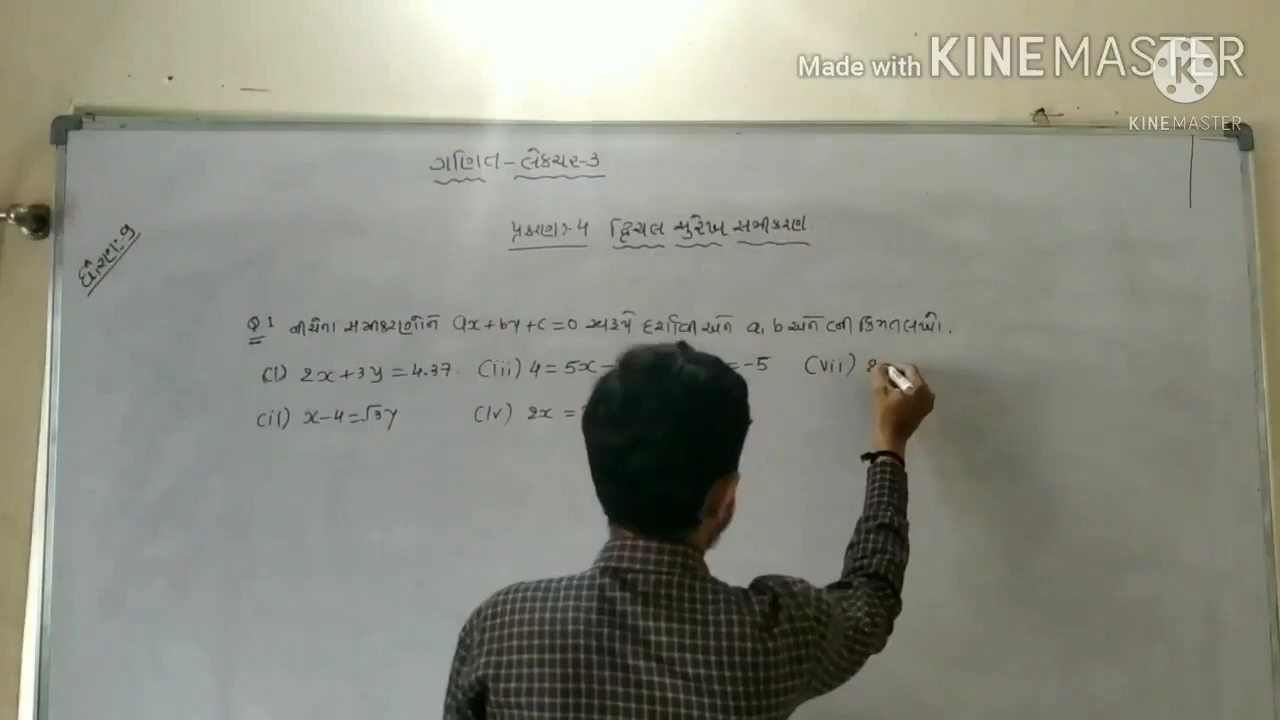 Made with KINEMASTER
KINEMASTER
ગણિત - લેકચર-૩
ધોરણ:-9
પ્રકરણ :- 4 દ્વિચલ સુરેખ સમીકરણ
Q 1 નીચેના સમીકરણોને ax+by+c=0 સ્વરૂપે દર્શાવી અને a, b અને c ની કિંમત લખો.
(i) 2x+3y=4.37 (iii) 4=5x- =-5 (vii)
(ii) x-4=√3y (iv) 2x =